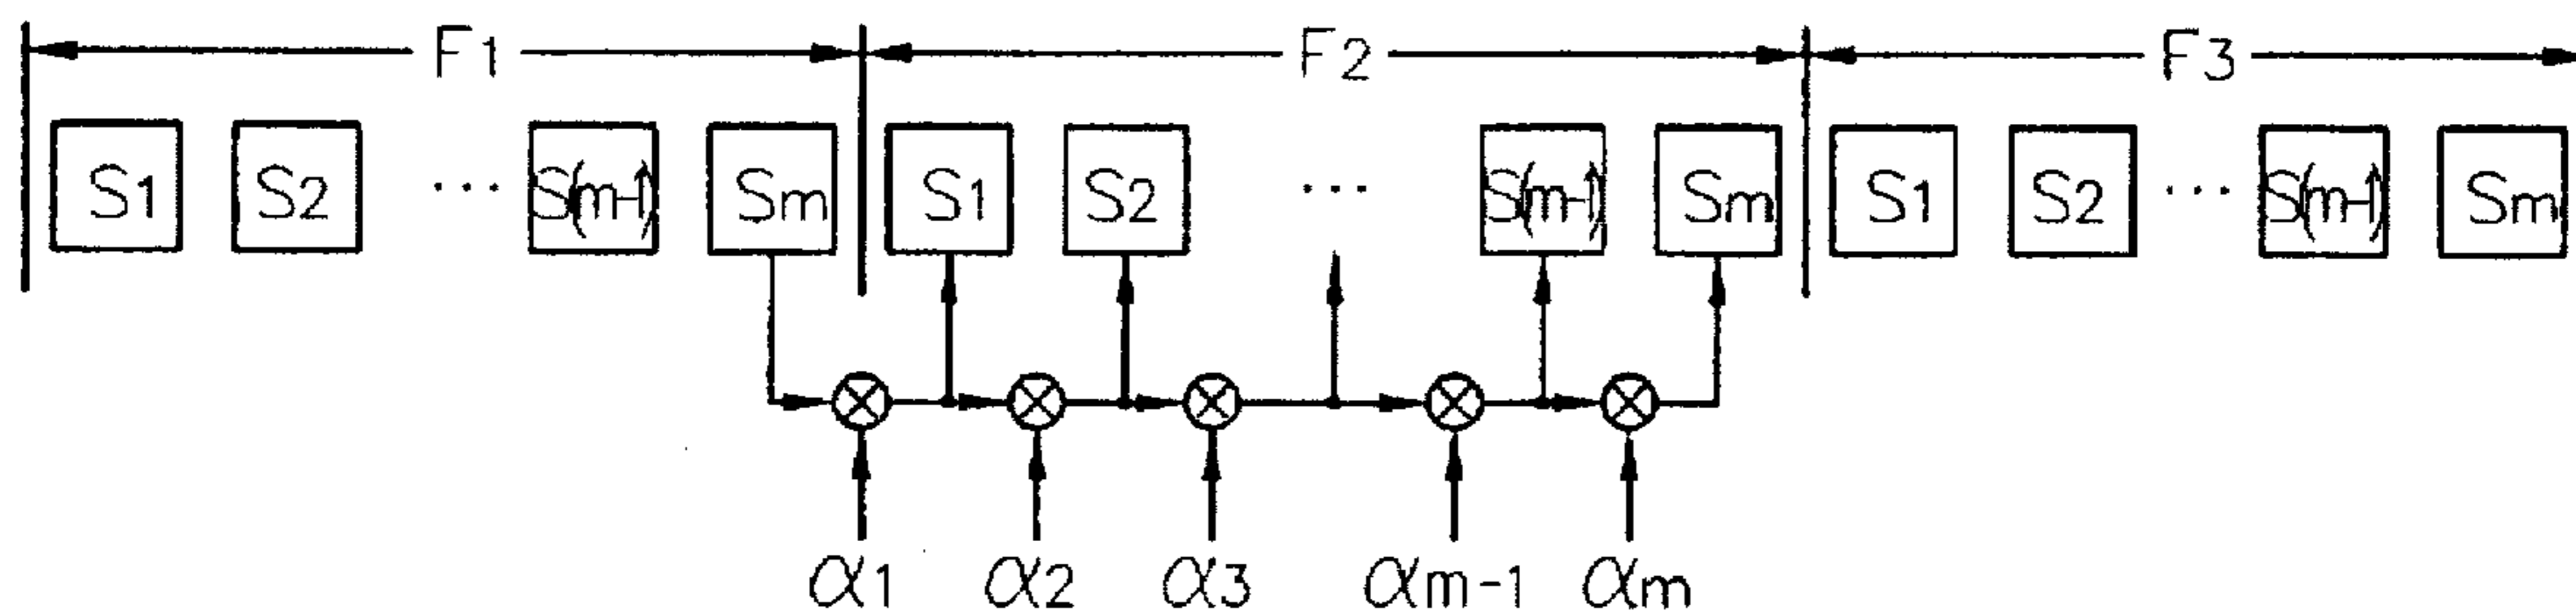 F1 F2 F3
S1 S2 ... S(m-1) Sm S1 S2 ... S(m-1) Sm S1 S2 ... S(m-1) Sm
α1 α2 α3 αm-1 αm